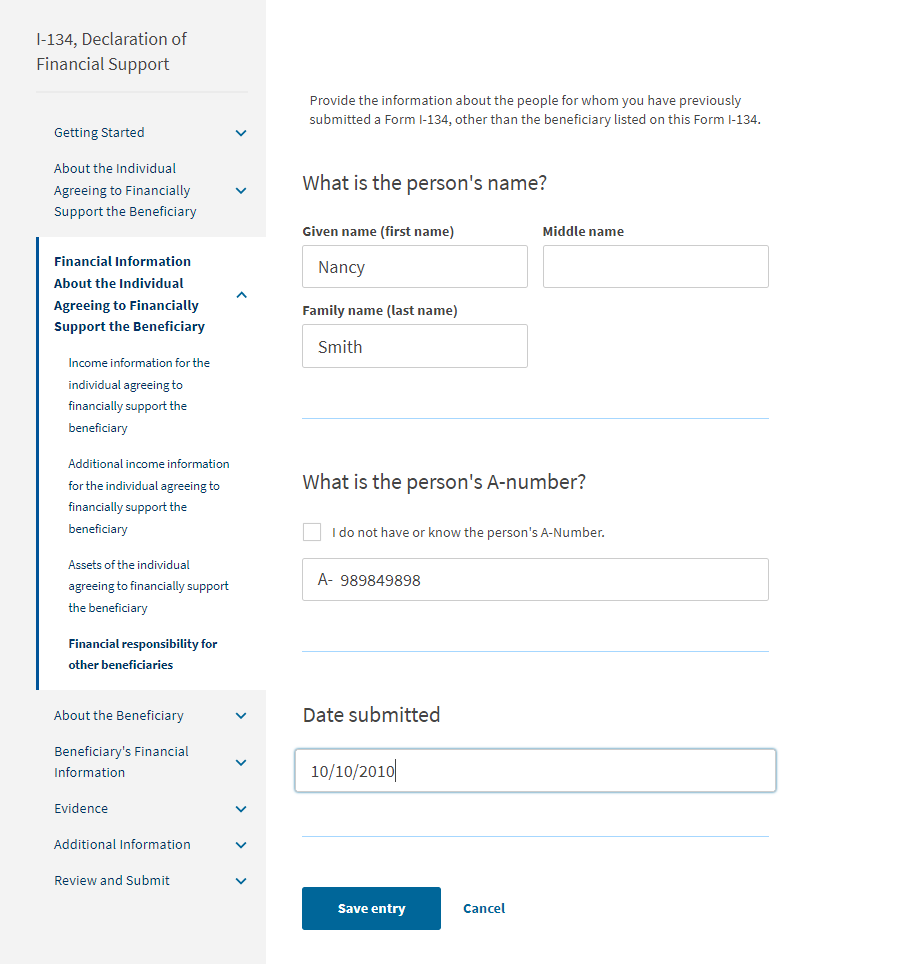 I-134, Declaration of
Financial Support
Getting Started
About the Individual
Agreeing to Financially
Support the Beneficiary
Financial Information
About the Individual
Agreeing to Financially
Support the Beneficiary
Income information for the
individual agreeing to
financially support the
beneficiary
Additional income information
for the individual agreeing to
financially support the
beneficiary
Assets of the individual
agreeing to financially support
the beneficiary
Financial responsibility for
other beneficiaries
About the Beneficiary
Beneficiary's Financial
Information
Evidence
Additional Information
Review and Submit
Provide the information about the people for whom you have previously
submitted a Form I-134, other than the beneficiary listed on this Form I-134.
What is the person's name?
Given name (first name) Middle name
Nancy
Family name (last name)
Smith
What is the person's A-number?
I do not have or know the person's A-Number.
A- 989849898
Date submitted
10/10/2010
Save entry Cancel